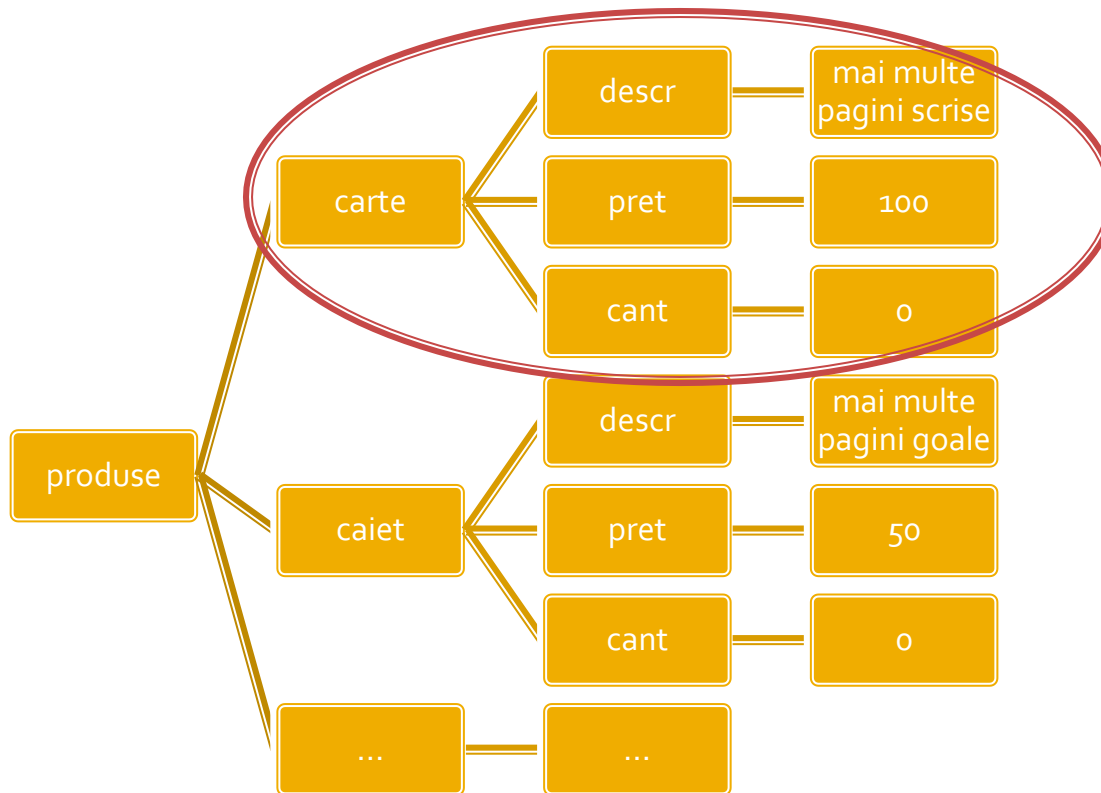 produse
carte
descr
mai multe
pagini scrise
pret
100
cant
0
caiet
descr
mai multe
pagini goale
pret
50
cant
0
...
...